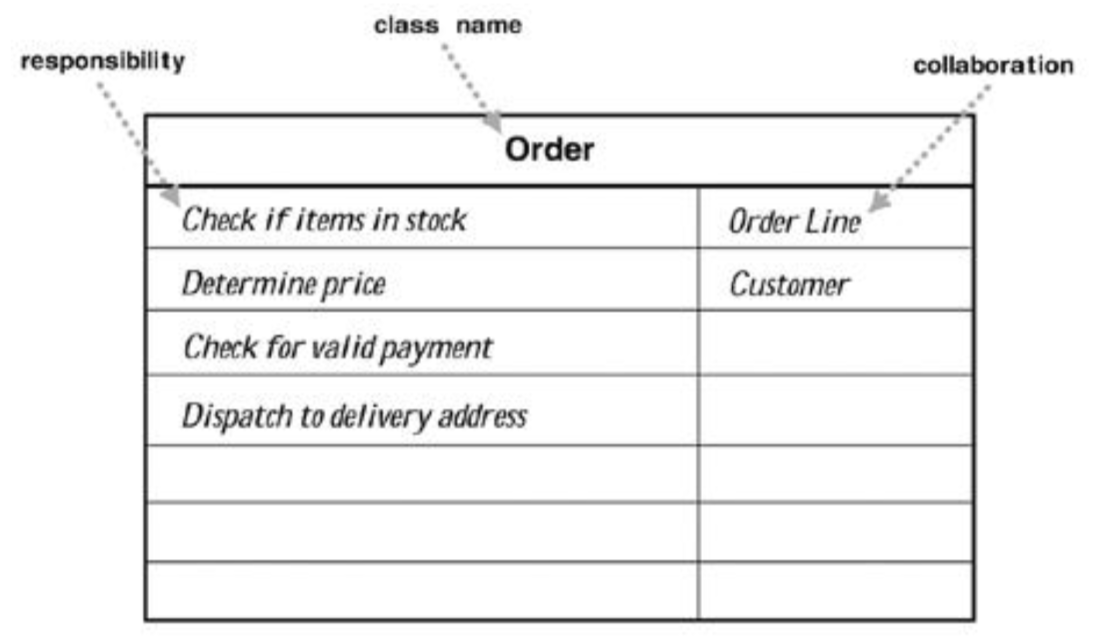 class name
responsibility
collaboration
Order
Check if items in stock
Order Line
Determine price
Customer
Check for valid payment
Dispatch to delivery address